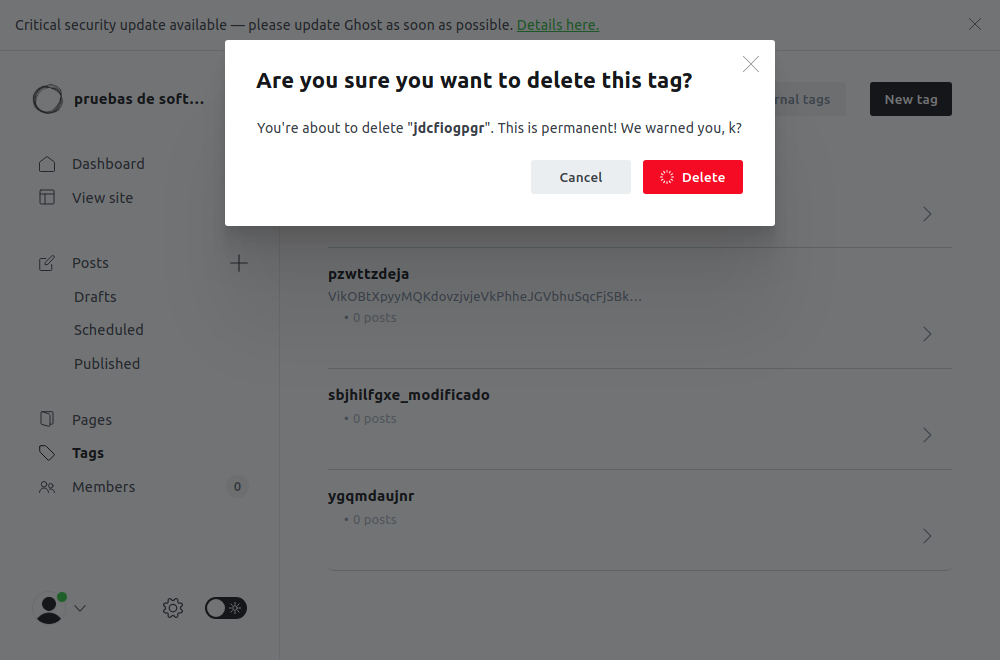 Critical security update available — please update Ghost as soon as possible. Details here.
Are you sure you want to delete this tag?
You're about to delete "jdcfiogpgr". This is permanent! We warned you, k?
Cancel
Delete
pruebas de soft...
rnal tags
New tag
Dashboard
View site
Posts
Drafts
Scheduled
Published
Pages
Tags
Members
0
pzwttzdeja
VikOBtXpyyMQKdovzjvjeVkPhheJGVbhuSqcFjSBk...
• 0 posts
sbjhilfgxe_modificado
• 0 posts
ygqmdaujnr
• 0 posts